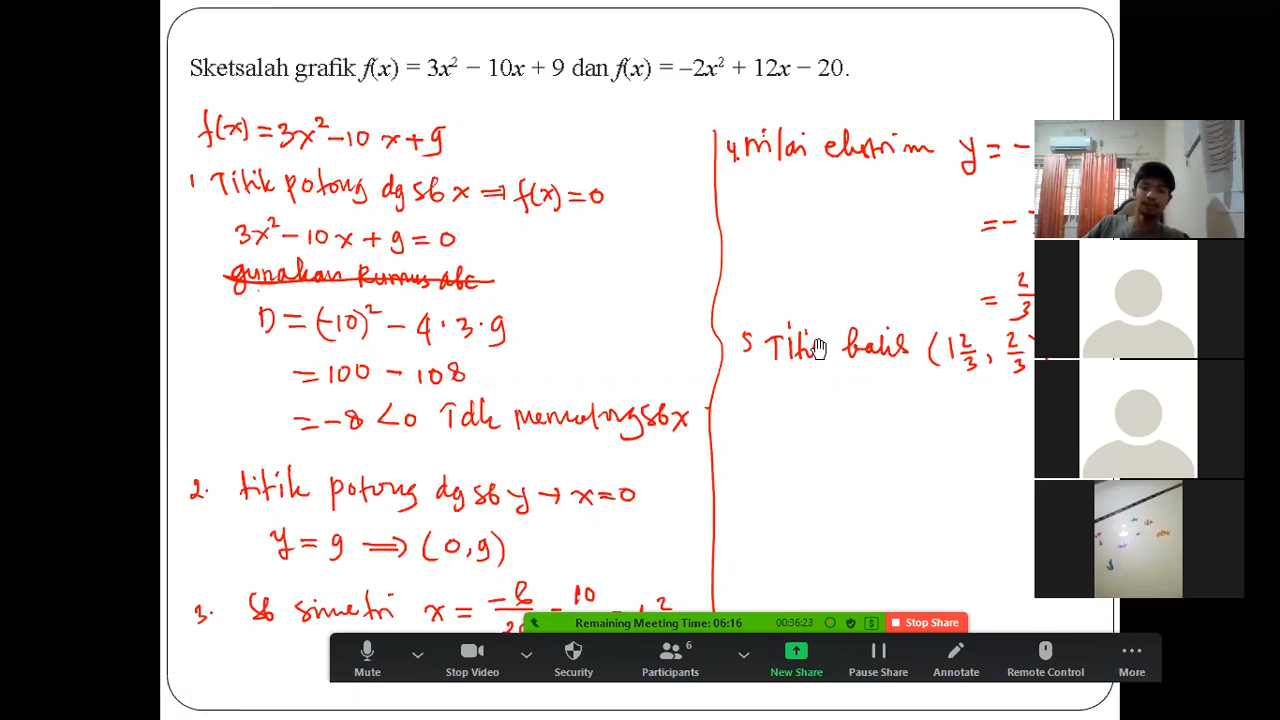 Sketsalah grafik f(x) = 3x² − 10x + 9 dan f(x) = –2x² + 12x − 20.
f(x) = 3x² − 10x + 9
1 Titik potong dg sb x ⇒ f(x) = 0
3x² − 10x + 9 = 0
gunakan Rumus abc
D = (−10)² − 4 · 3 · 9
= 100 − 108
= −8 < 0 Tdk memotong sb x
2. titik potong dg sb y → x = 0
y = 9 ⟹ (0, 9)
3. Sb simetri x = −b 10
4. nilai ekstrim y = −
= −
= 2/3
5 Titik balik (1 2/3, 2/3
Remaining Meeting Time: 06:16
00:36:23
Stop Share
Mute
Stop Video
Security
6
Participants
New Share
Pause Share
Annotate
Remote Control
More